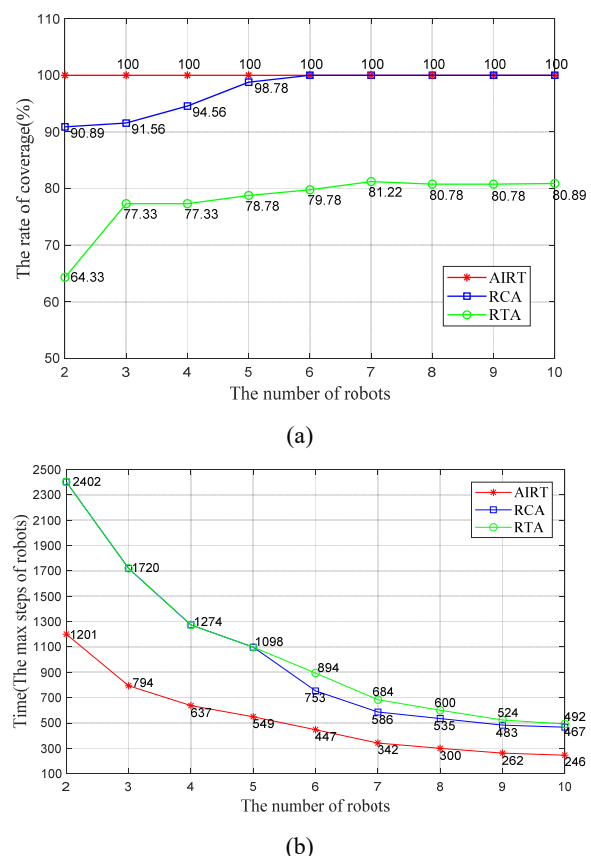 110
100 100 100 100 100 100 100 100
100
98.78
94.56
90.89 91.56
90
80
81.22 80.78 80.78 80.89
77.33 77.33 78.78 79.78
70
64.33
60
50
AIRT
RCA
RTA
2 3 4 5 6 7 8 9 10
The rate of coverage(%)
The number of robots
(a)
2500
2300
2100
1900
1700
1500
1300
1100
900
700
500
300
100
2402
1720
1274
1098
894
684
600
524
492
753
586
535
483
467
1201
794
637
549
447
342
300
262
246
AIRT
RCA
RTA
2 3 4 5 6 7 8 9 10
Time(The max steps of robots)
The number of robots
(b)